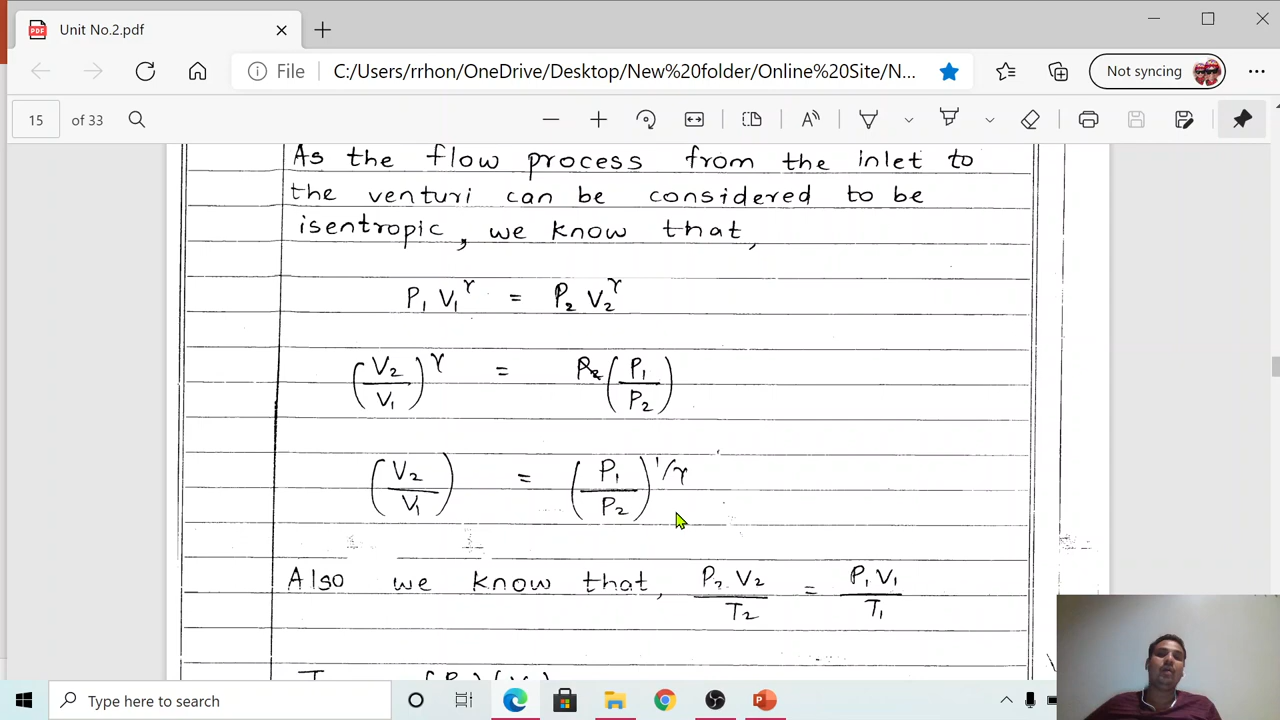 Unit No.2.pdf
File
C:/Users/rrhon/OneDrive/Desktop/New%20folder/Online%20Site/N...
Not syncing
15 of 33
As the flow process from the inlet to
the venturi can be considered to be
isentropic, we know that,
P₁ V₁^γ = P₂ V₂^γ
(V₂/V₁)^γ = (P₁/P₂)
(V₂/V₁) = (P₁/P₂)^1/γ
Also we know that, P₂ V₂/T₂ = P₁ V₁/T₁
Type here to search